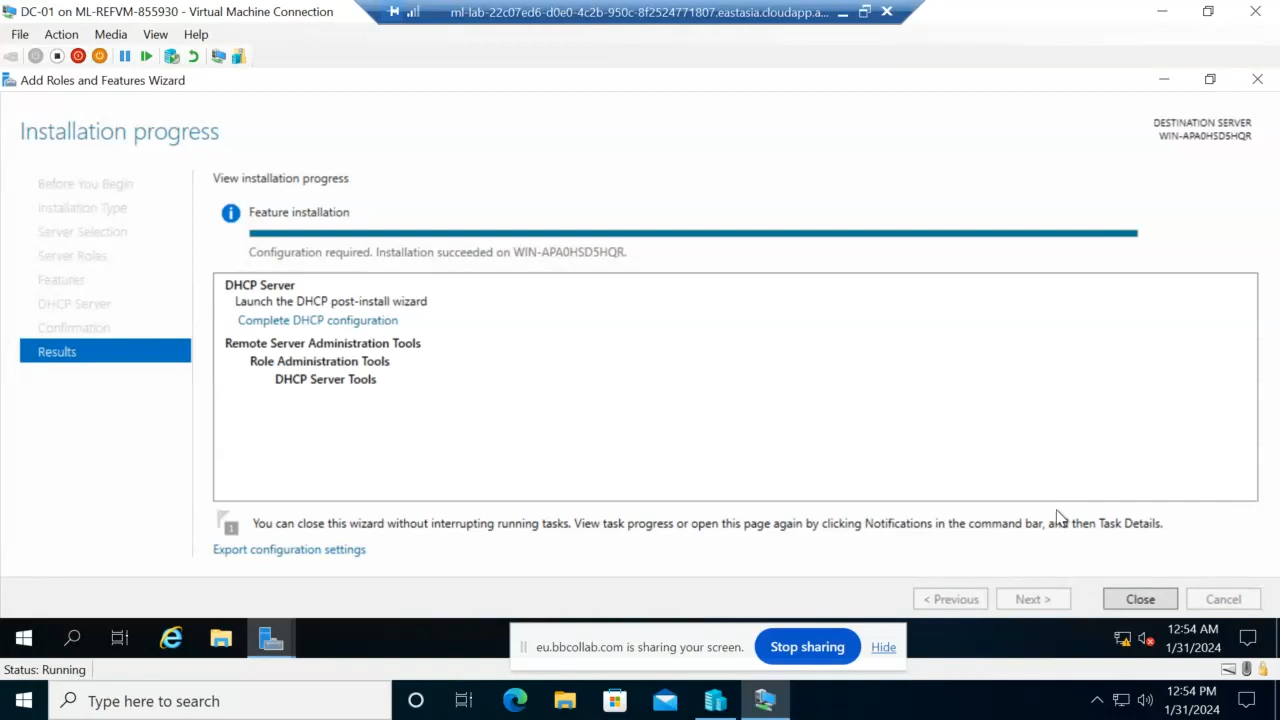 DC-01 on ML-REFVM-855930 - Virtual Machine Connection
ml-lab-22c07ed6-d0e0-4c2b-950c-8f2524771807.eastasia.cloudapp.a...
File Action Media View Help
Add Roles and Features Wizard
Installation progress
DESTINATION SERVER
WIN-APA0HSD5HQR
Before You Begin
Installation Type
Server Selection
Server Roles
Features
DHCP Server
Confirmation
Results
View installation progress
Feature installation
Configuration required. Installation succeeded on WIN-APA0HSD5HQR.
DHCP Server
Launch the DHCP post-install wizard
Complete DHCP configuration
Remote Server Administration Tools
Role Administration Tools
DHCP Server Tools
1
You can close this wizard without interrupting running tasks. View task progress or open this page again by clicking Notifications in the command bar, and then Task Details.
Export configuration settings
< Previous
Next >
Close
Cancel
eu.bbcollab.com is sharing your screen.
Stop sharing
Hide
12:54 AM
1/31/2024
Status: Running
Type here to search
12:54 PM
1/31/2024